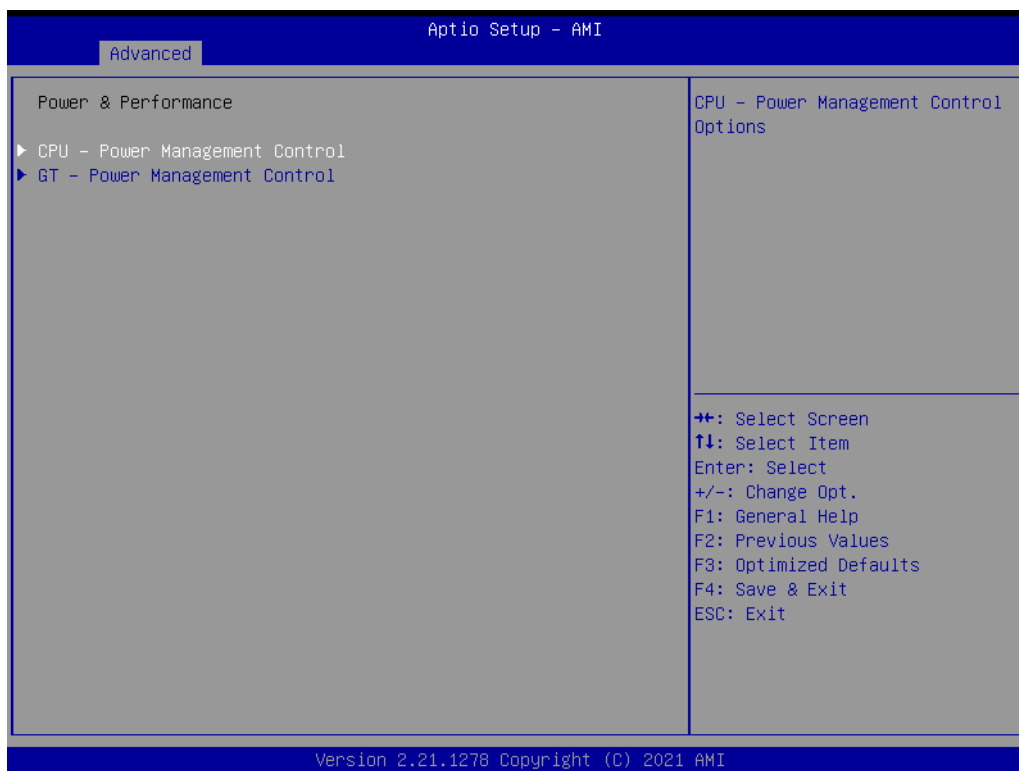 Aptio Setup – AMI
Advanced
Power & Performance
▶ CPU – Power Management Control
▶ GT – Power Management Control
CPU – Power Management Control
Options
→←: Select Screen
↑↓: Select Item
Enter: Select
+/-: Change Opt.
F1: General Help
F2: Previous Values
F3: Optimized Defaults
F4: Save & Exit
ESC: Exit
Version 2.21.1278 Copyright (C) 2021 AMI